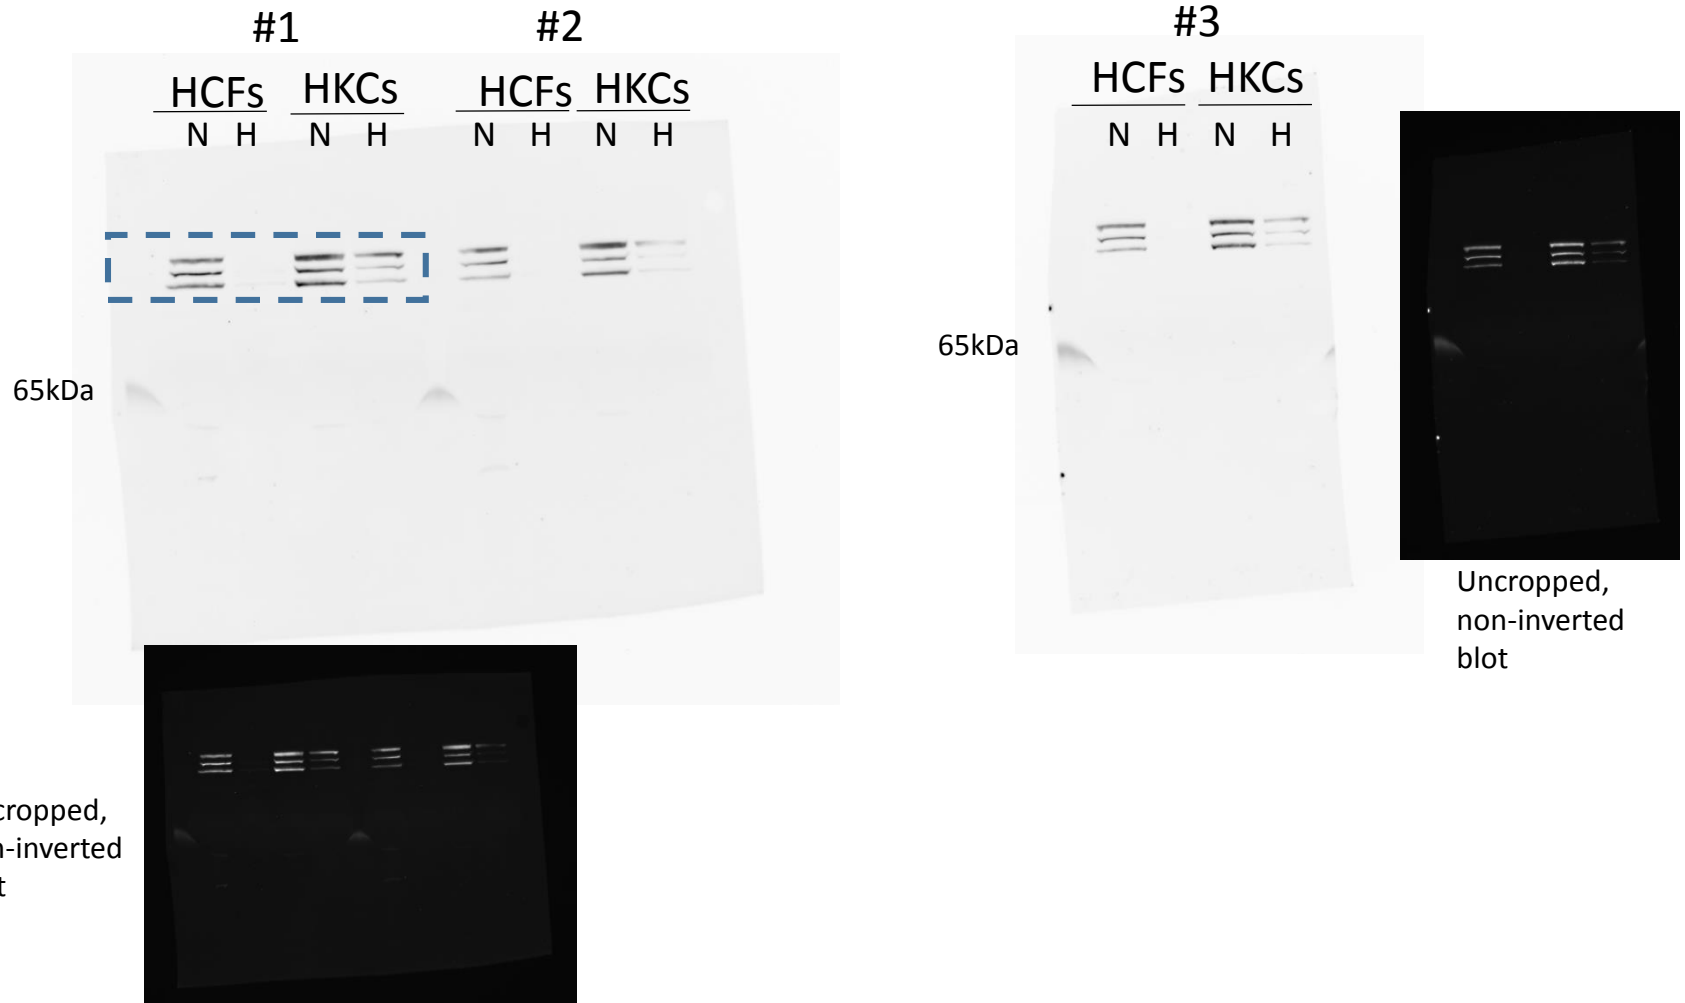 #1 #2 #3
HCFs HKCs HCFs HKCs HCFs HKCs
N H N H N H N H N H N H
65kDa
65kDa
Uncropped,
non-inverted
blot
cropped,
n-inverted
t